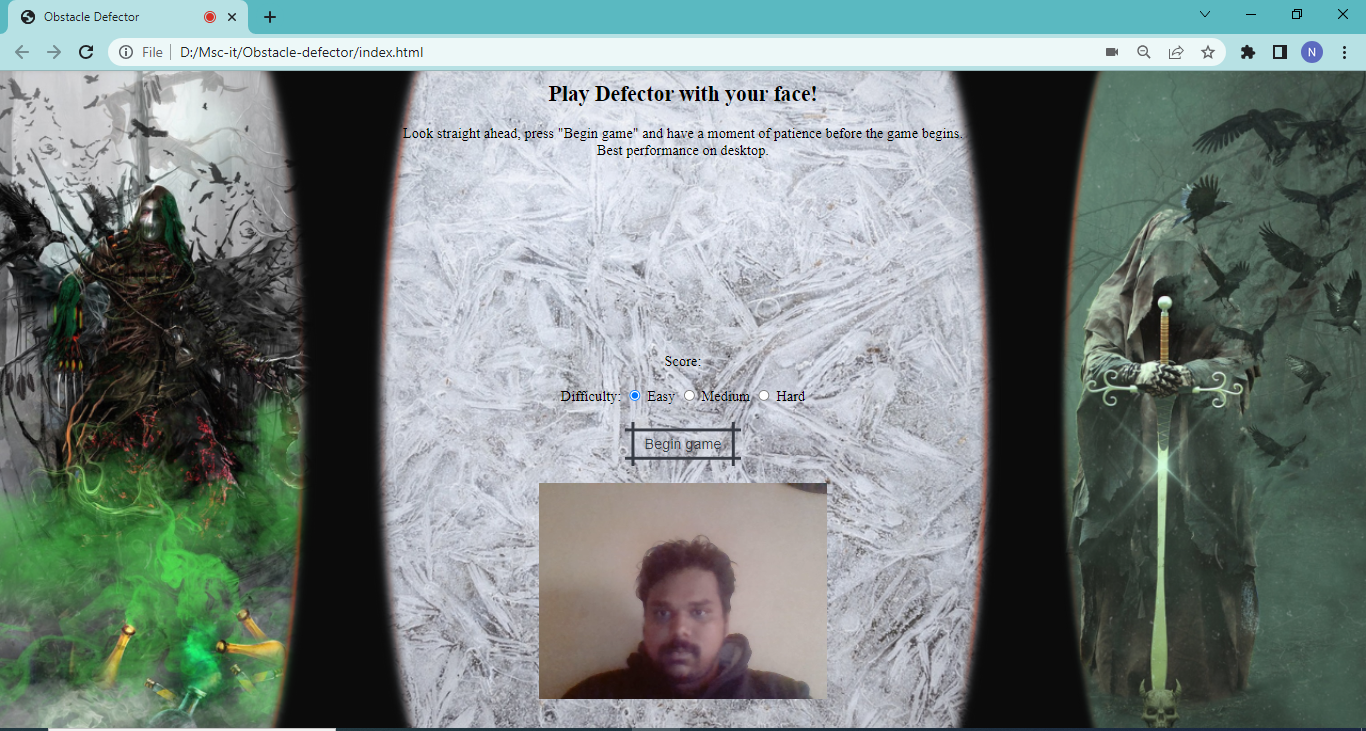 Obstacle Defector
File
D:/Msc-it/Obstacle-defector/index.html
N
Play Defector with your face!
Look straight ahead, press "Begin game" and have a moment of patience before the game begins.
Best performance on desktop.
Score:
Difficulty: Easy Medium Hard
Begin game